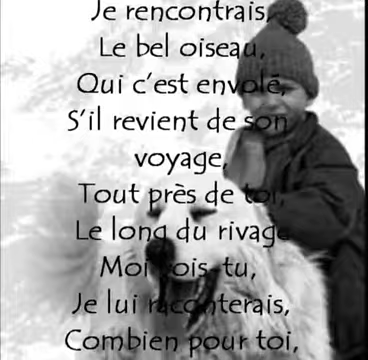 Je rencontrais,
Le bel oiseau,
Qui c'est envolé,
S'il revient de son
voyage,
Tout près de toi,
Le long du rivage
Moi vois-tu,
Je lui raconterais,
Combien pour toi,